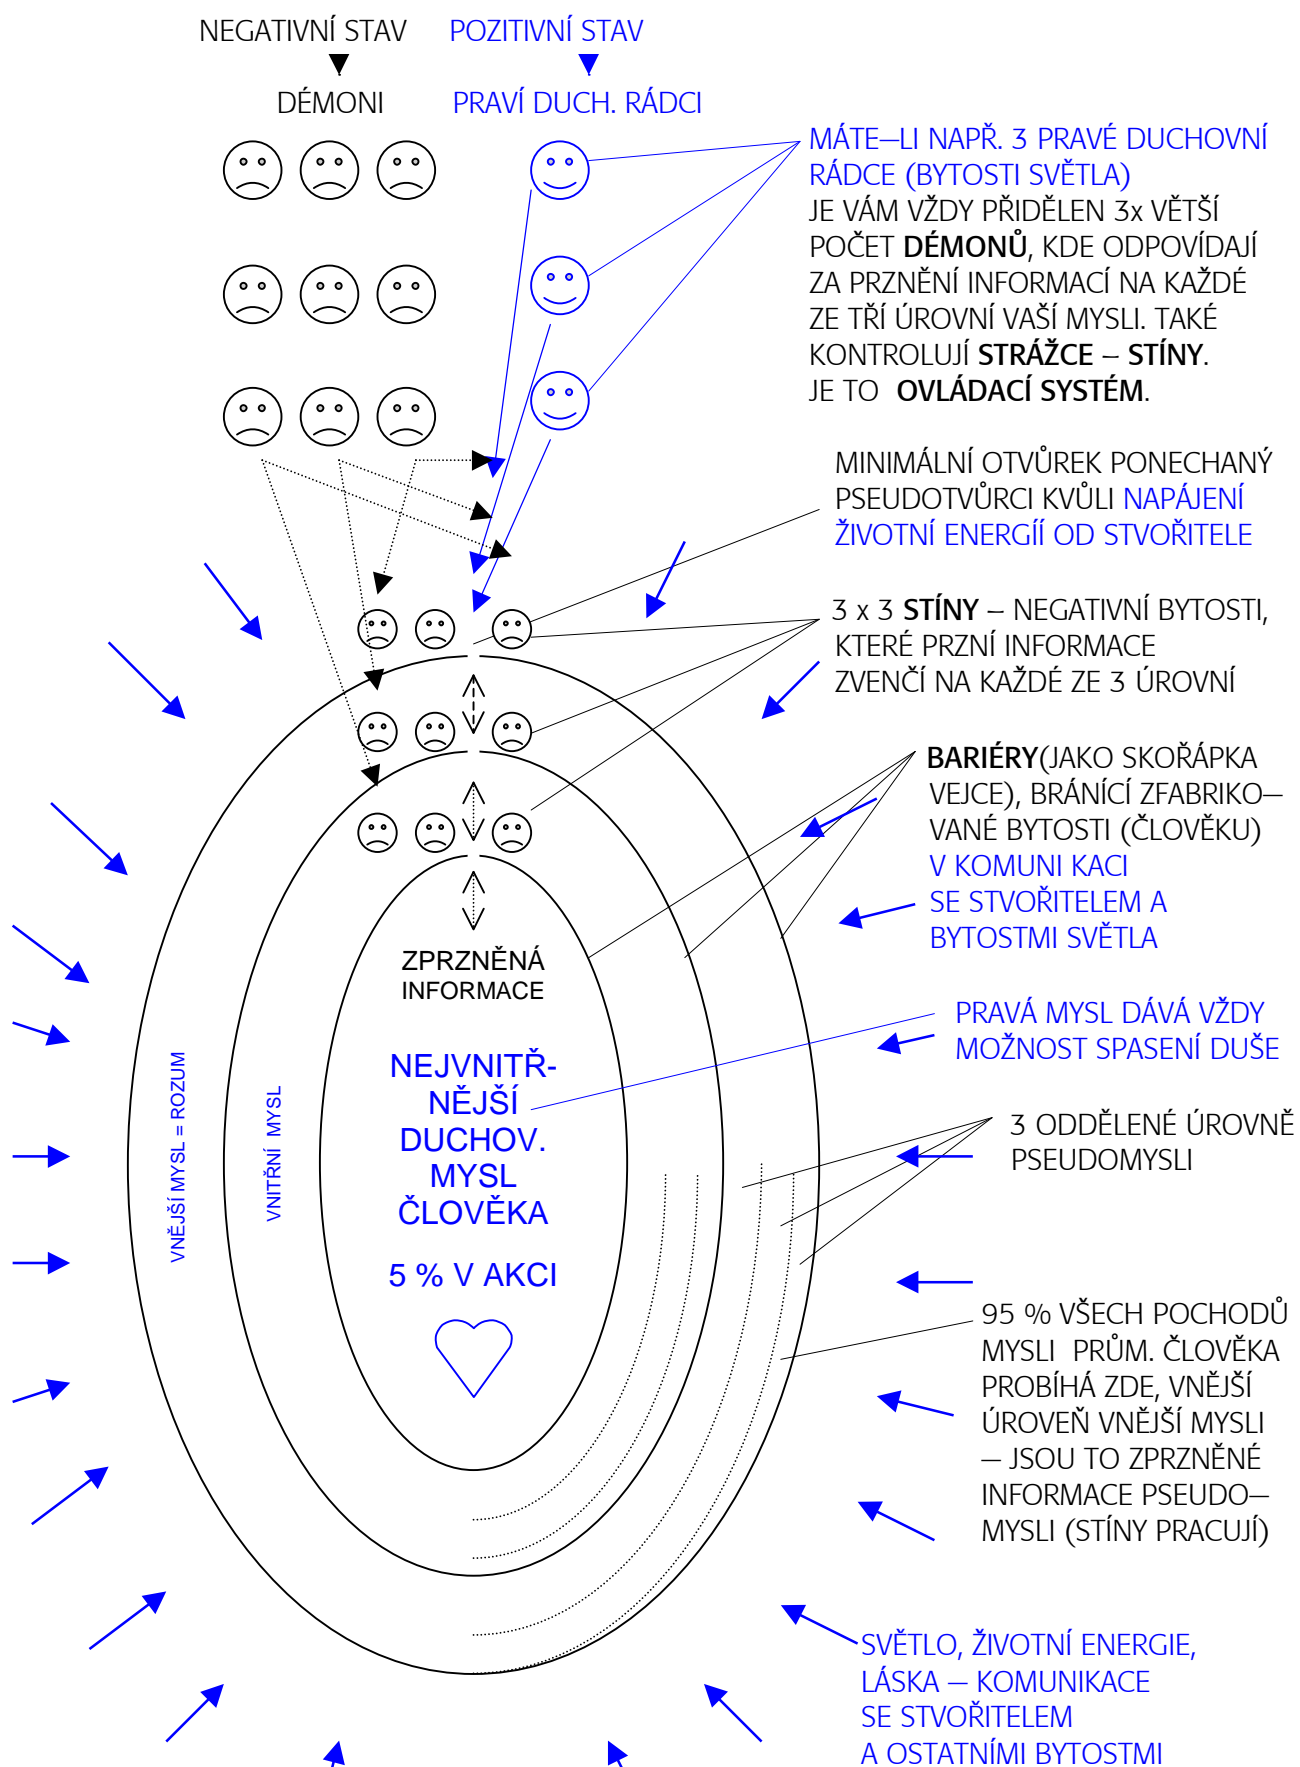 NEGATIVNÍ STAV
POZITIVNÍ STAV
DÉMONI
PRAVÍ DUCH. RÁDCI
MÁTE–LI NAPŘ. 3 PRAVÉ DUCHOVNÍ
RÁDCE (BYTOSTI SVĚTLA)
JE VÁM VŽDY PŘIDĚLEN 3x VĚTŠÍ
POČET DÉMONŮ, KDE ODPOVÍDAJÍ
ZA PRZNĚNÍ INFORMACÍ NA KAŽDÉ
ZE TŘÍ ÚROVNÍ VAŠÍ MYSLI. TAKÉ
KONTROLUJÍ STRÁŽCE – STÍNY.
JE TO OVLÁDACÍ SYSTÉM.
MINIMÁLNÍ OTVŮREK PONECHANÝ
PSEUDOTVŮRCI KVŮLI NAPÁJENÍ
ŽIVOTNÍ ENERGÍÍ OD STVOŘITELE
3 x 3 STÍNY – NEGATIVNÍ BYTOSTI,
KTERÉ PRZNÍ INFORMACE
ZVENČÍ NA KAŽDÉ ZE 3 ÚROVNÍ
BARIÉRY(JAKO SKOŘÁPKA
VEJCE), BRÁNÍCÍ ZFABRIKO–
VANÉ BYTOSTI (ČLOVĚKU)
V KOMUNI KACI
SE STVOŘITELEM A
BYTOSTMI SVĚTLA
ZPRZNĚNÁ
INFORMACE
PRAVÁ MYSL DÁVÁ VŽDY
MOŽNOST SPASENÍ DUŠE
NEJVNITŘ-
NĚJŠÍ
DUCHOV.
MYSL
ČLOVĚKA
5 % V AKCI
VNĚJŠÍ MYSL = ROZUM
VNITŘNÍ MYSL
3 ODDĚLENÉ ÚROVNĚ
PSEUDOMYSLI
95 % VŠECH POCHODŮ
MYSLI PRŮM. ČLOVĚKA
PROBÍHÁ ZDE, VNĚJŠÍ
ÚROVEŇ VNĚJŠÍ MYSLI
– JSOU TO ZPRZNĚNÉ
INFORMACE PSEUDO–
MYSLI (STÍNY PRACUJÍ)
SVĚTLO, ŽIVOTNÍ ENERGIE,
LÁSKA – KOMUNIKACE
SE STVOŘITELEM
A OSTATNÍMI BYTOSTMI